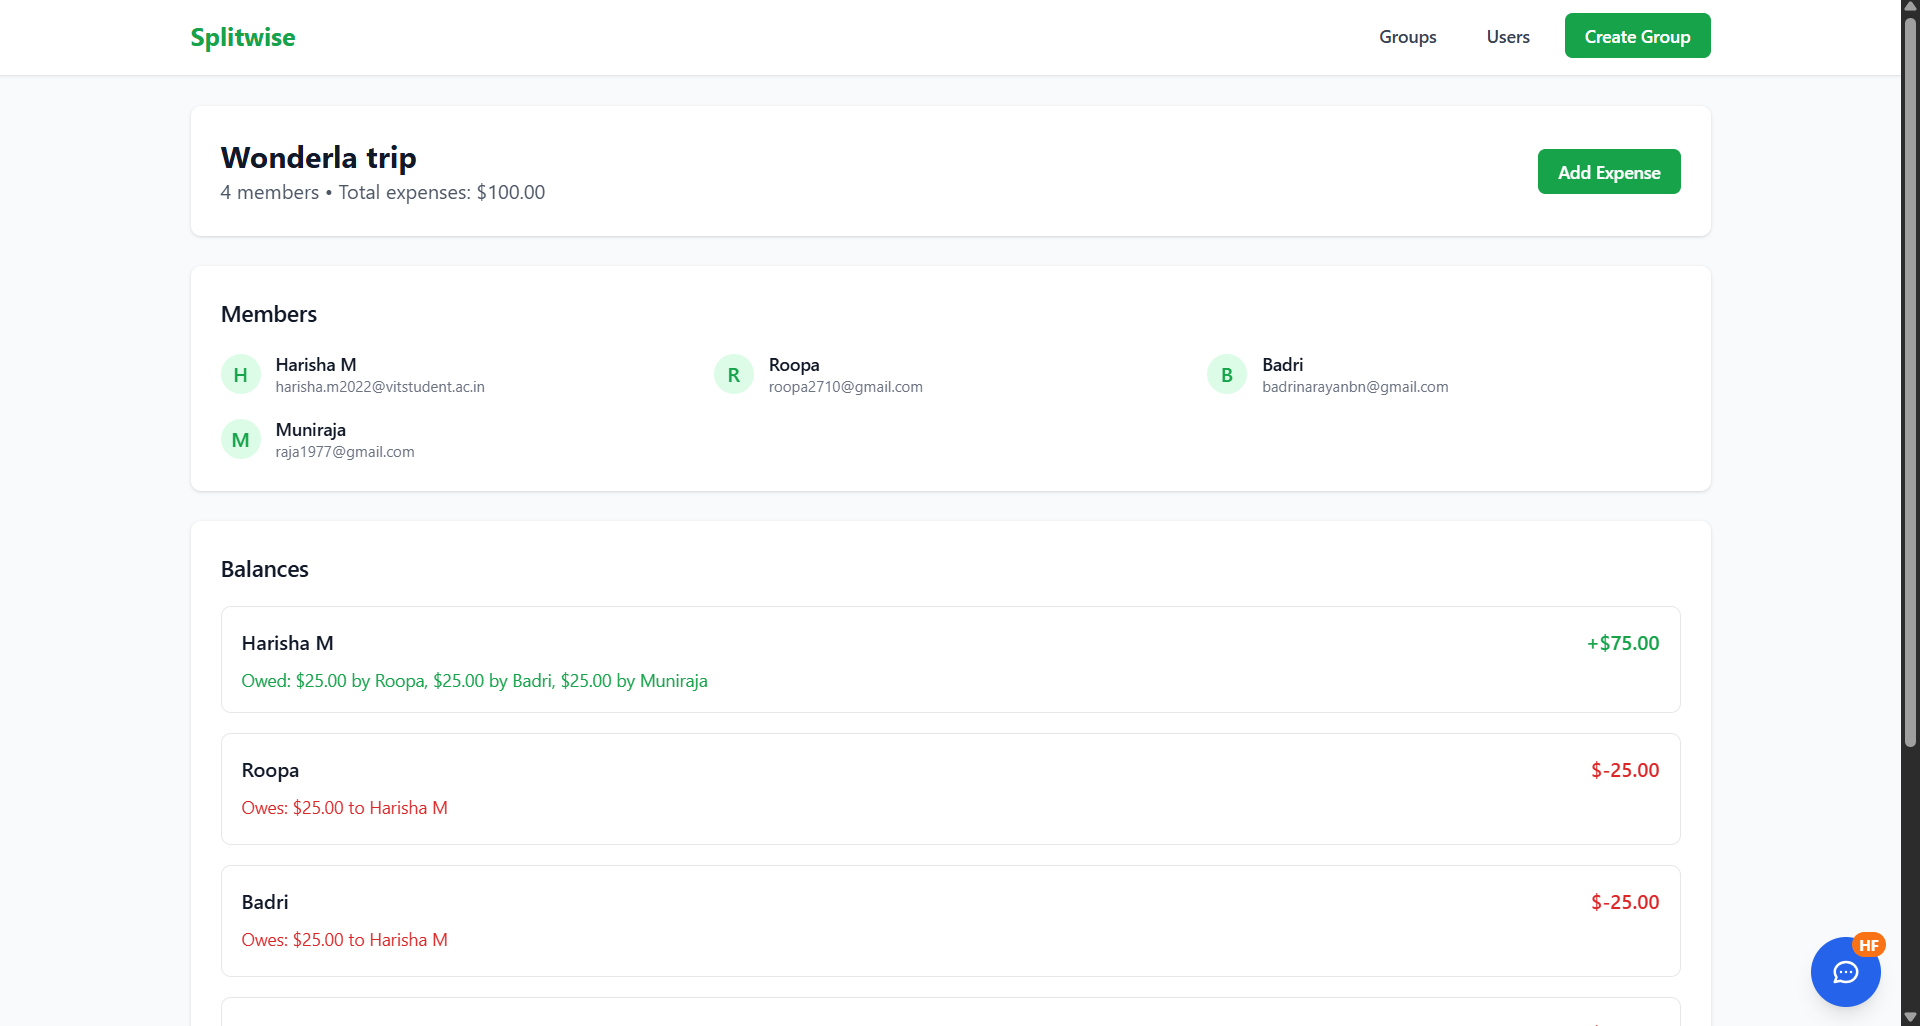 Splitwise
Groups
Users
Create Group
Wonderla trip
4 members • Total expenses: $100.00
Add Expense
Members
H
Harisha M
harisha.m2022@vitstudent.ac.in
R
Roopa
roopa2710@gmail.com
B
Badri
badrinarayanbn@gmail.com
M
Muniraja
raja1977@gmail.com
Balances
Harisha M
+$75.00
Owed: $25.00 by Roopa, $25.00 by Badri, $25.00 by Muniraja
Roopa
$-25.00
Owes: $25.00 to Harisha M
Badri
$-25.00
Owes: $25.00 to Harisha M
HF